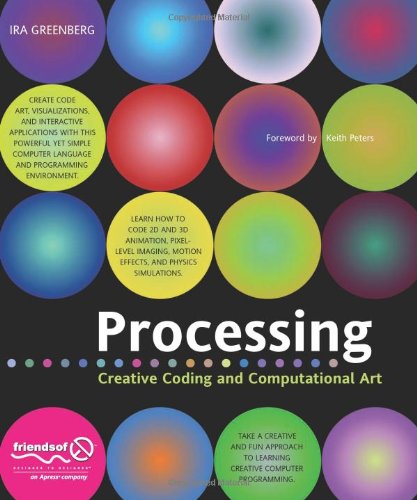 IRA GREENBERG
CREATE CODE
ART, VISUALIZATIONS,
AND INTERACTIVE
APPLICATIONS WITH THIS
POWERFUL YET SIMPLE
COMPUTER LANGUAGE
AND PROGRAMMING
ENVIRONMENT.
Foreword by Keith Peters
LEARN HOW TO
CODE 2D AND 3D
ANIMATION, PIXEL-
LEVEL IMAGING, MOTION
EFFECTS, AND PHYSICS
SIMULATIONS.
Processing
Creative Coding and Computational Art
friendsof
DESIGNER TO DESIGNER™
an Apress® company
TAKE A CREATIVE
AND FUN APPROACH
TO LEARNING
CREATIVE COMPUTER
PROGRAMMING.